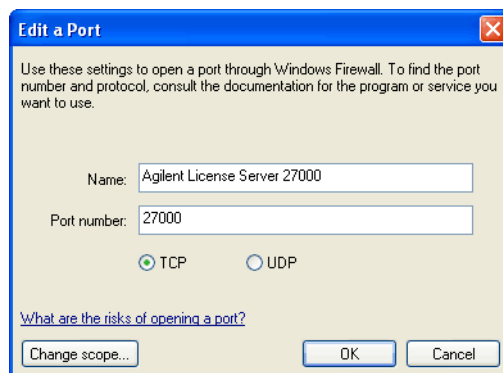 Edit a Port
Use these settings to open a port through Windows Firewall. To find the port
number and protocol, consult the documentation for the program or service you
want to use.
Name: Agilent License Server 27000
Port number: 27000
TCP UDP
What are the risks of opening a port?
Change scope... OK Cancel